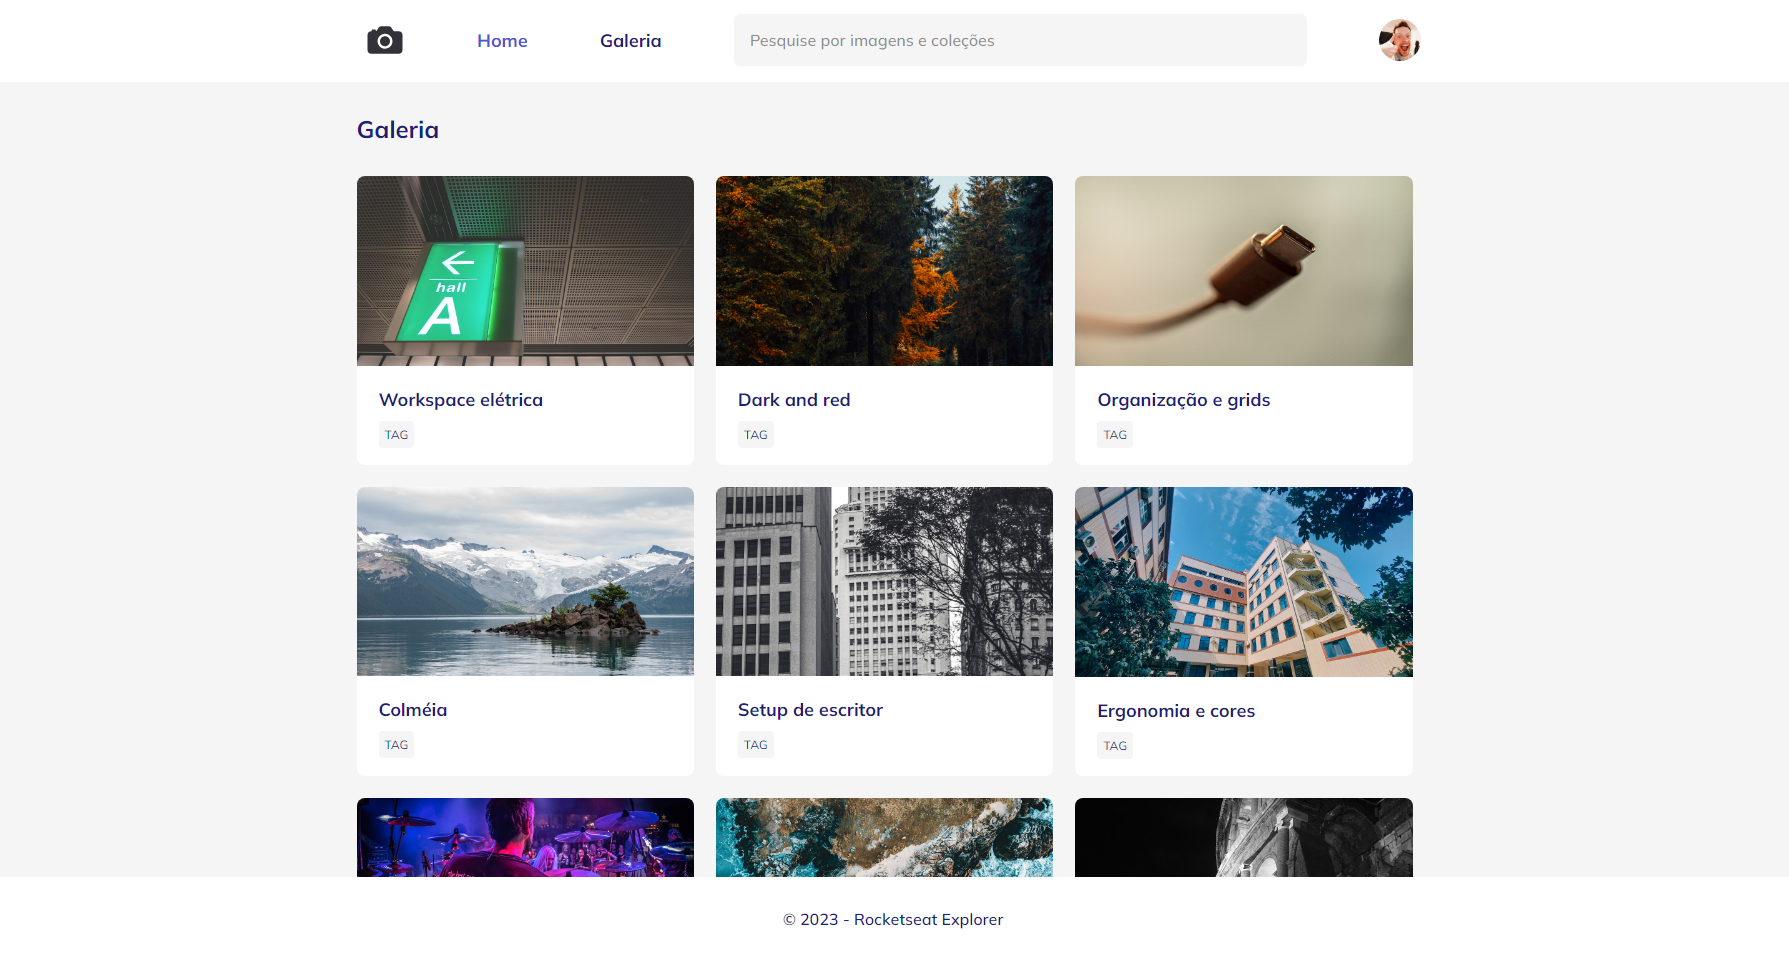 Home
Galeria
Pesquise por imagens e coleções
Galeria
hall
A
Workspace elétrica
TAG
Dark and red
TAG
Organização e grids
TAG
Colméia
TAG
Setup de escritor
TAG
Ergonomia e cores
TAG
© 2023 - Rocketseat Explorer